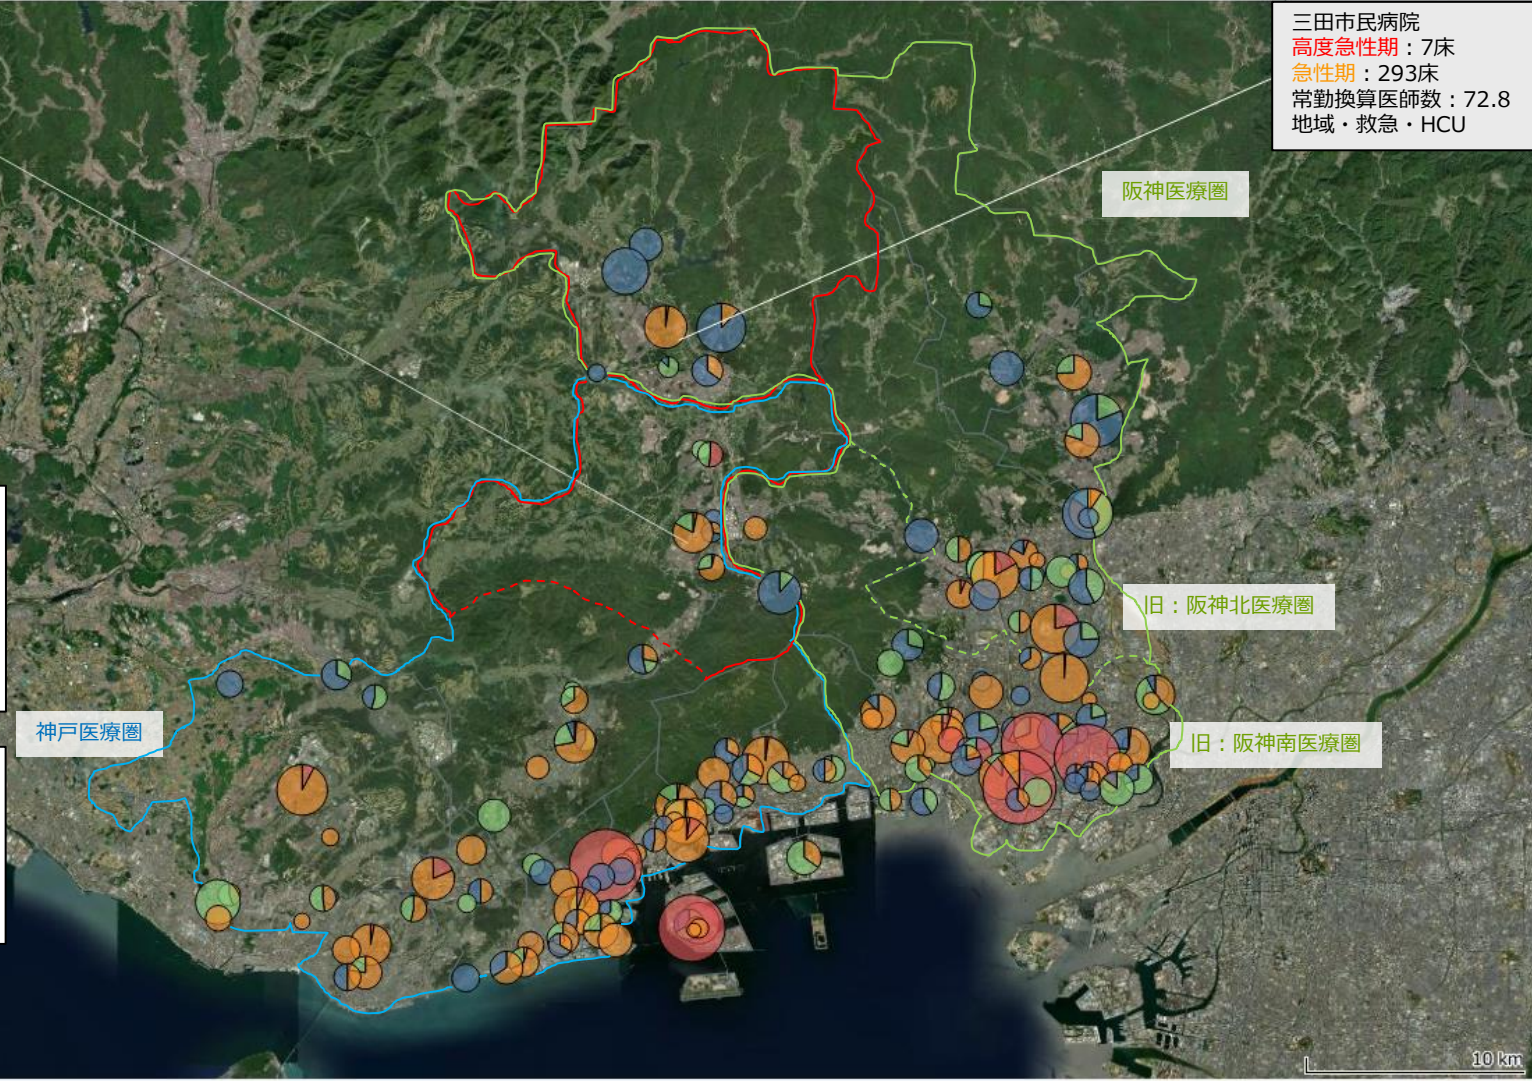 三田市民病院
高度急性期：7床
急性期：293床
常勤換算医師数：72.8
地域・救急・HCU
阪神医療圏
旧：阪神北医療圏
神戸医療圏
旧：阪神南医療圏
10 km